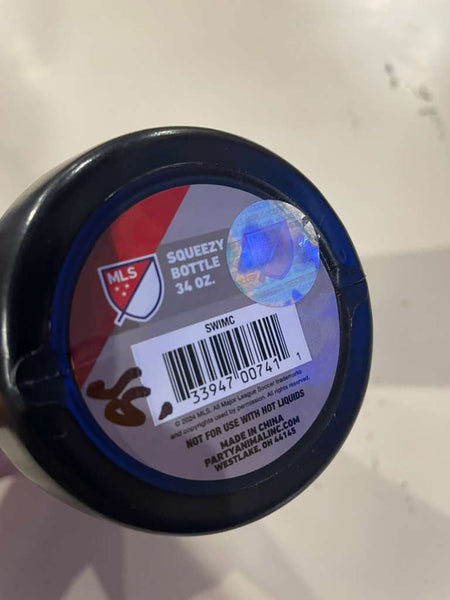 MLS
SQUEEZY
BOTTLE
34 OZ.
SWIMC
33947 00741 1
© 2024 MLS. All Major League Soccer trademarks
and copyrights used by permission. All rights reserved.
NOT FOR USE WITH HOT LIQUIDS
MADE IN CHINA
PARTYANIMALINC.COM
WESTLAKE, OH 44145